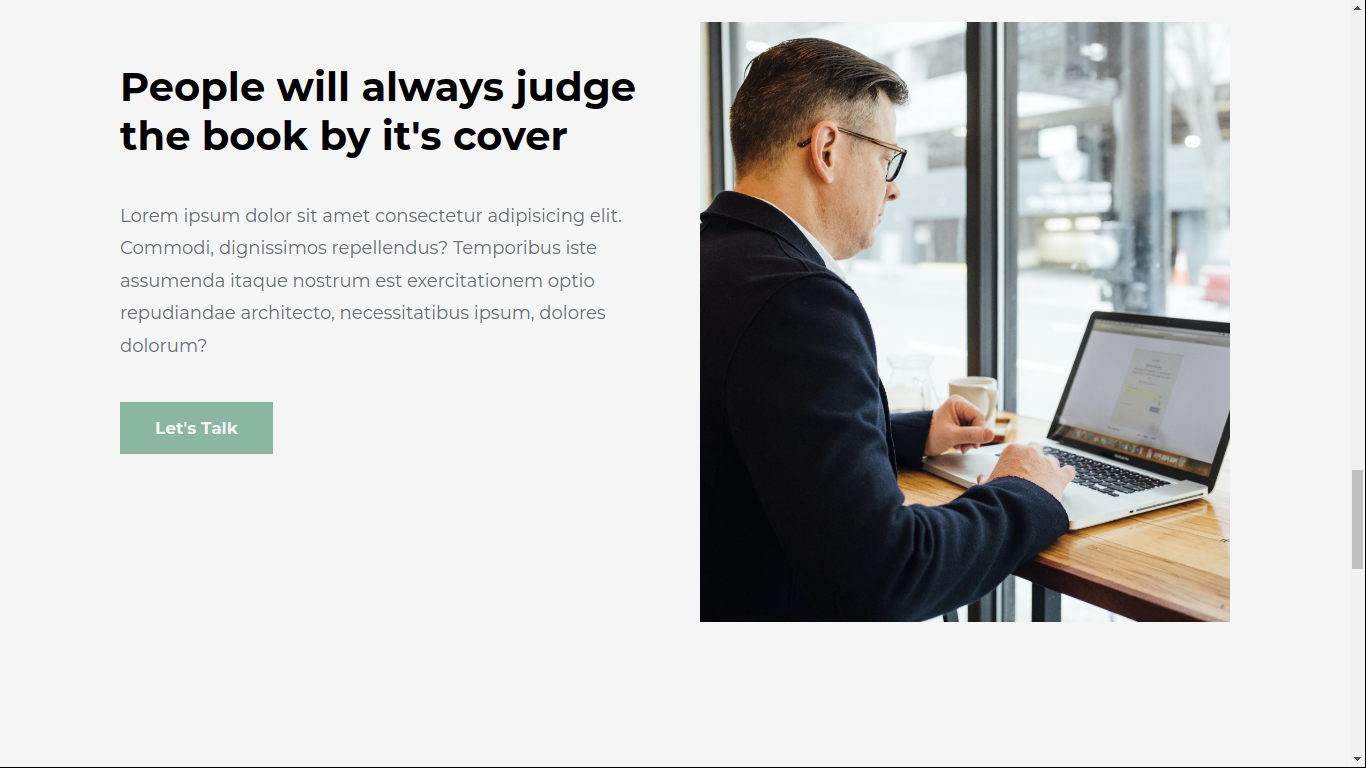 People will always judge
the book by it's cover
Lorem ipsum dolor sit amet consectetur adipisicing elit.
Commodi, dignissimos repellendus? Temporibus iste
assumenda itaque nostrum est exercitationem optio
repudiandae architecto, necessitatibus ipsum, dolores
dolorum?
Let's Talk